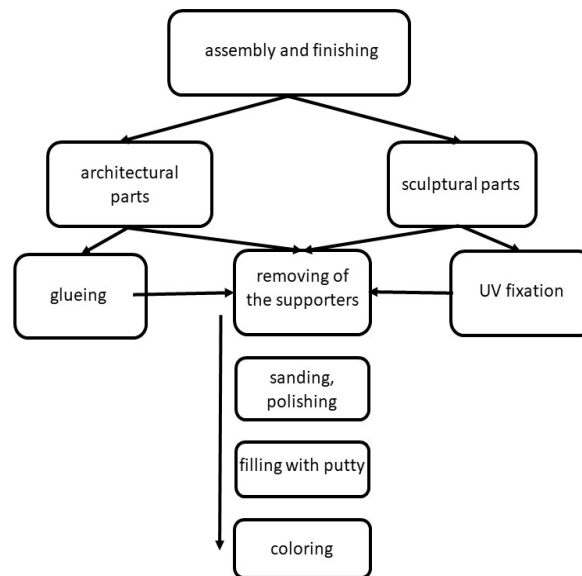 assembly and finishing
architectural
parts
sculptural parts
glueing
removing of
the supporters
UV fixation
sanding,
polishing
filling with putty
coloring